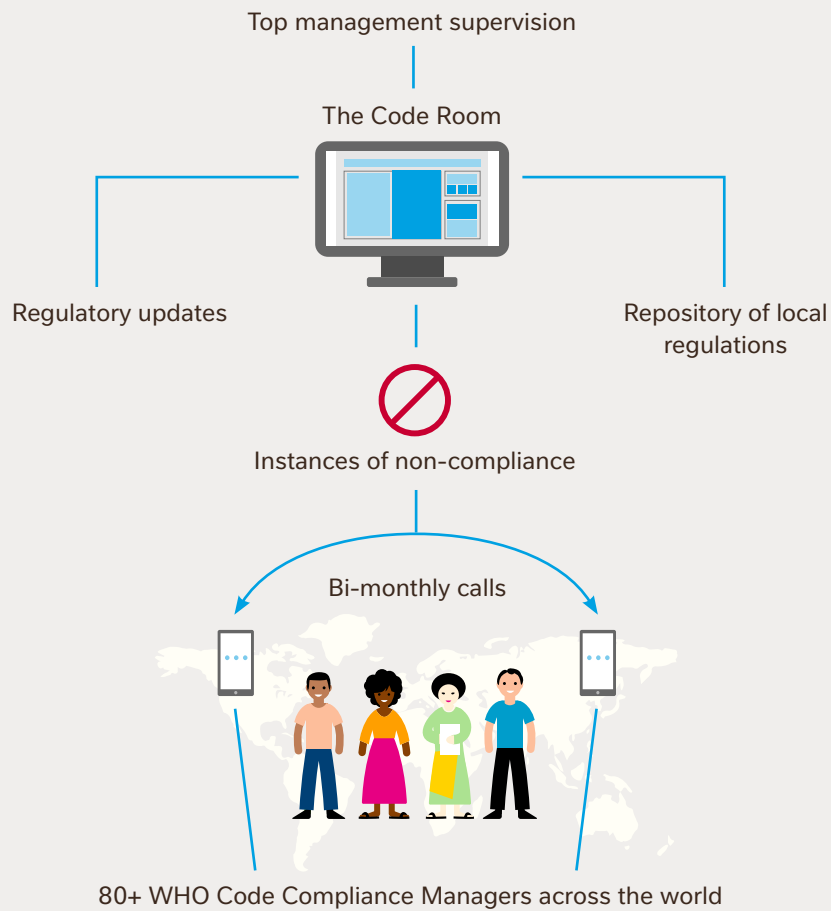 Top management supervision
The Code Room
Regulatory updates
Repository of local
regulations
Instances of non-compliance
Bi-monthly calls
80+ WHO Code Compliance Managers across the world